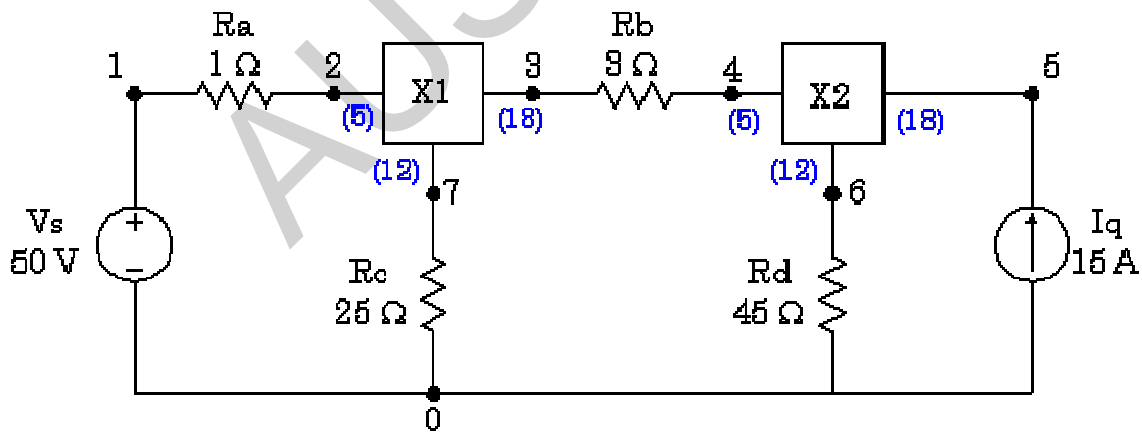 Ra
1 Ω
Rb
9 Ω
1
2
X1
3
4
X2
5
(5)
(18)
(5)
(18)
(12)
7
(12)
6
Vs
50 V
+
−
Rc
25 Ω
Rd
45 Ω
Iq
15 A
0
AUS